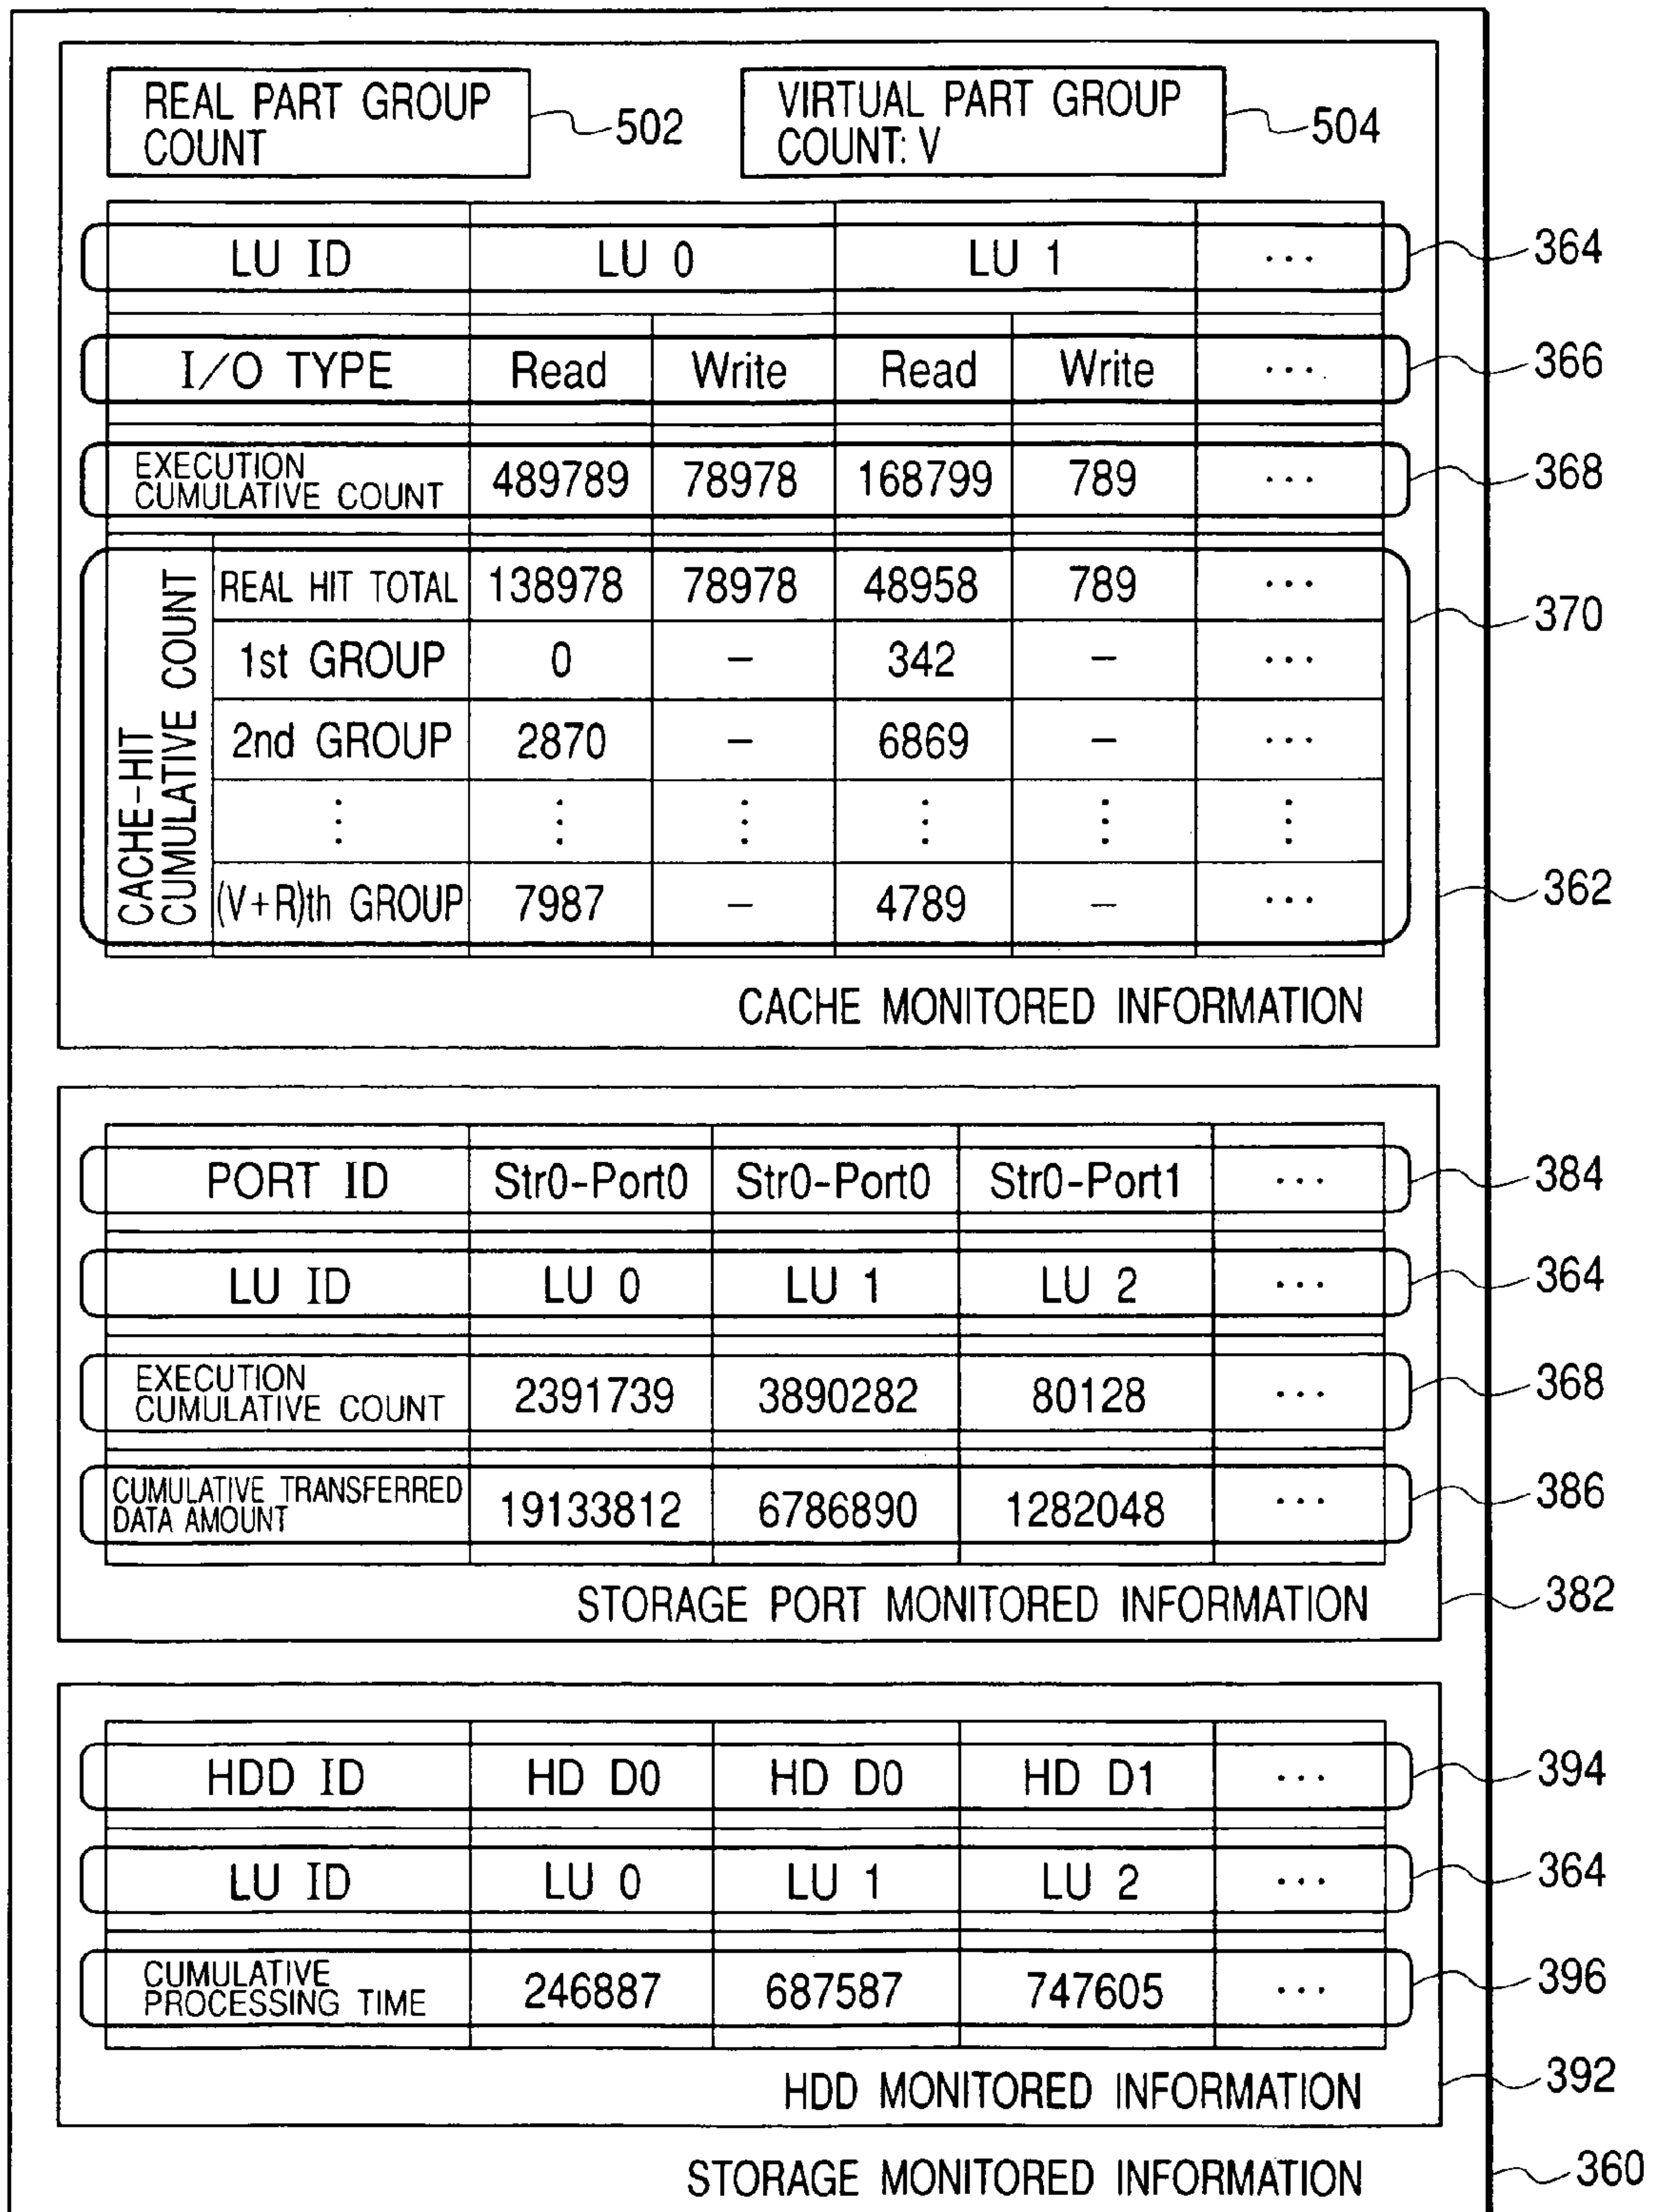 REAL PART GROUP
COUNT
502
VIRTUAL PART GROUP
COUNT: V
504
LU ID LU 0 LU 1 ... 364
I/O TYPE Read Write Read Write ... 366
EXECUTION
CUMULATIVE COUNT 489789 78978 168799 789 ... 368
CACHE-HIT
CUMULATIVE COUNT
REAL HIT TOTAL 138978 78978 48958 789 ...
370
1st GROUP 0 – 342 – ...
2nd GROUP 2870 – 6869 – ...
⋮ ⋮ ⋮ ⋮ ⋮ ⋮
(V+R)th GROUP 7987 – 4789 – ...
362
CACHE MONITORED INFORMATION
PORT ID Str0-Port0 Str0-Port0 Str0-Port1 ... 384
LU ID LU 0 LU 1 LU 2 ... 364
EXECUTION
CUMULATIVE COUNT 2391739 3890282 80128 ... 368
CUMULATIVE TRANSFERRED
DATA AMOUNT 19133812 6786890 1282048 ... 386
STORAGE PORT MONITORED INFORMATION 382
HDD ID HD D0 HD D0 HD D1 ... 394
LU ID LU 0 LU 1 LU 2 ... 364
CUMULATIVE
PROCESSING TIME 246887 687587 747605 ... 396
HDD MONITORED INFORMATION 392
STORAGE MONITORED INFORMATION 360